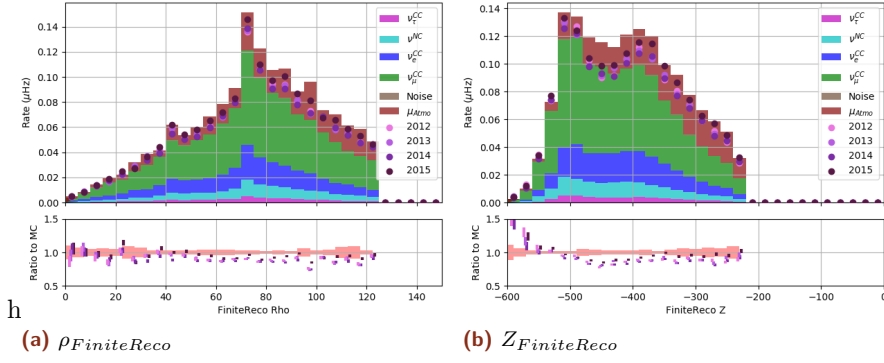 0.14
0.12
0.10
0.08
0.06
0.04
0.02
0.00
Rate (μHz)
ν_τ^CC
ν^NC
ν_e^CC
ν_μ^CC
Noise
μ_Atmo
2012
2013
2014
2015
1.5
1.0
0.5
Ratio to MC
0 20 40 60 80 100 120 140
FiniteReco Rho
0.14
0.12
0.10
0.08
0.06
0.04
0.02
0.00
Rate (μHz)
ν_τ^CC
ν^NC
ν_e^CC
ν_μ^CC
Noise
μ_Atmo
2012
2013
2014
2015
1.5
1.0
0.5
Ratio to MC
−600 −500 −400 −300 −200 −100 0
FiniteReco Z
h
(a) ρ_FiniteReco
(b) Z_FiniteReco